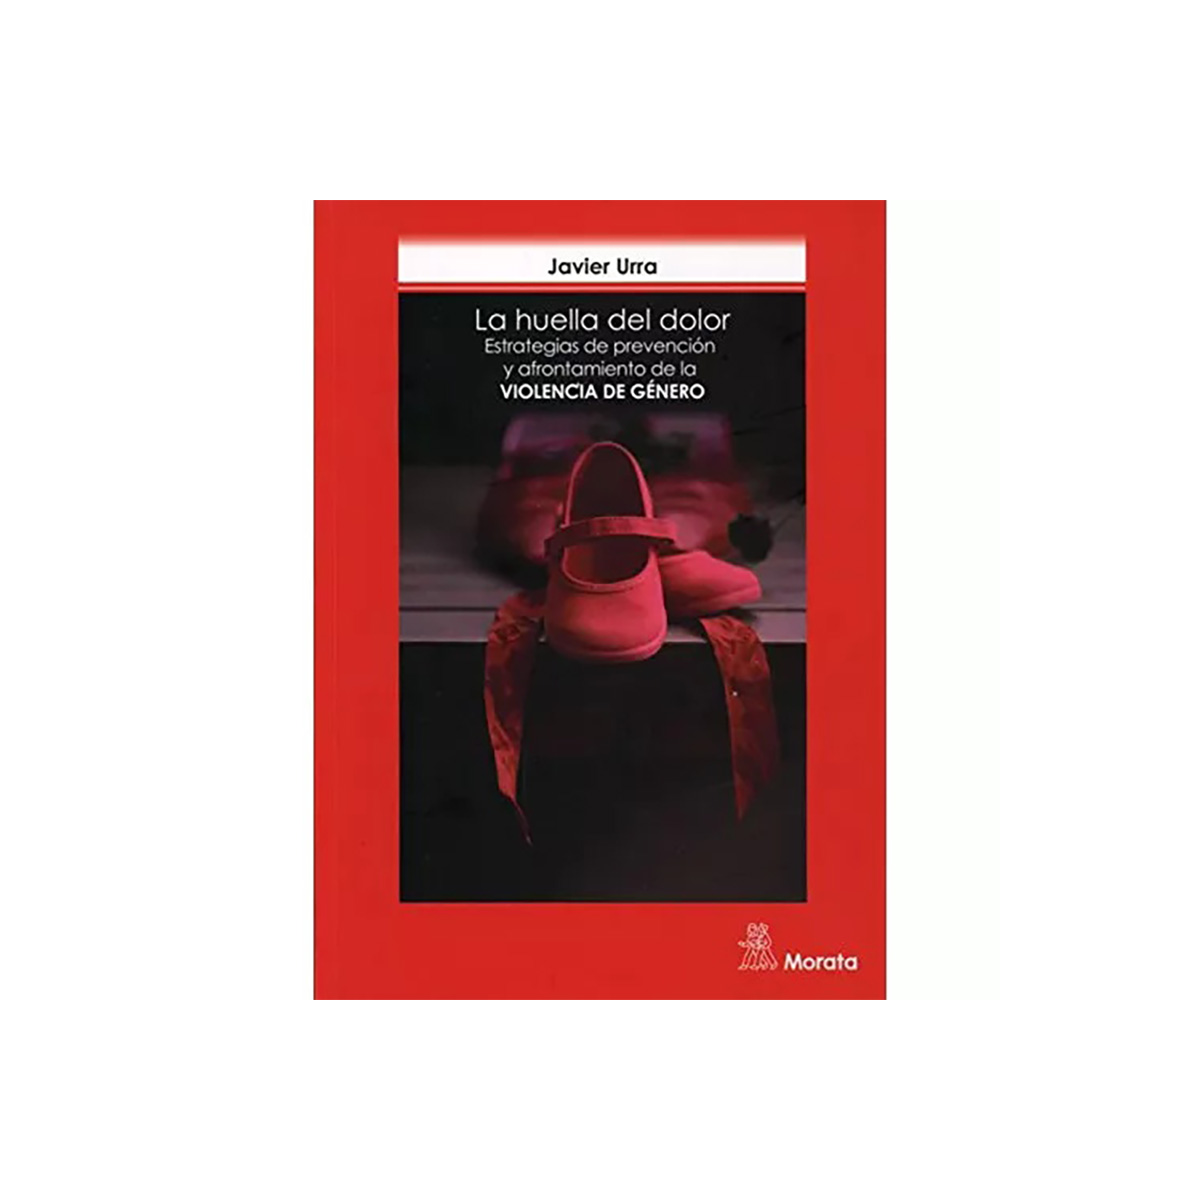 Javier Urra
La huella del dolor
Estrategias de prevención
y afrontamiento de la
VIOLENCIA DE GÉNERO
Morata